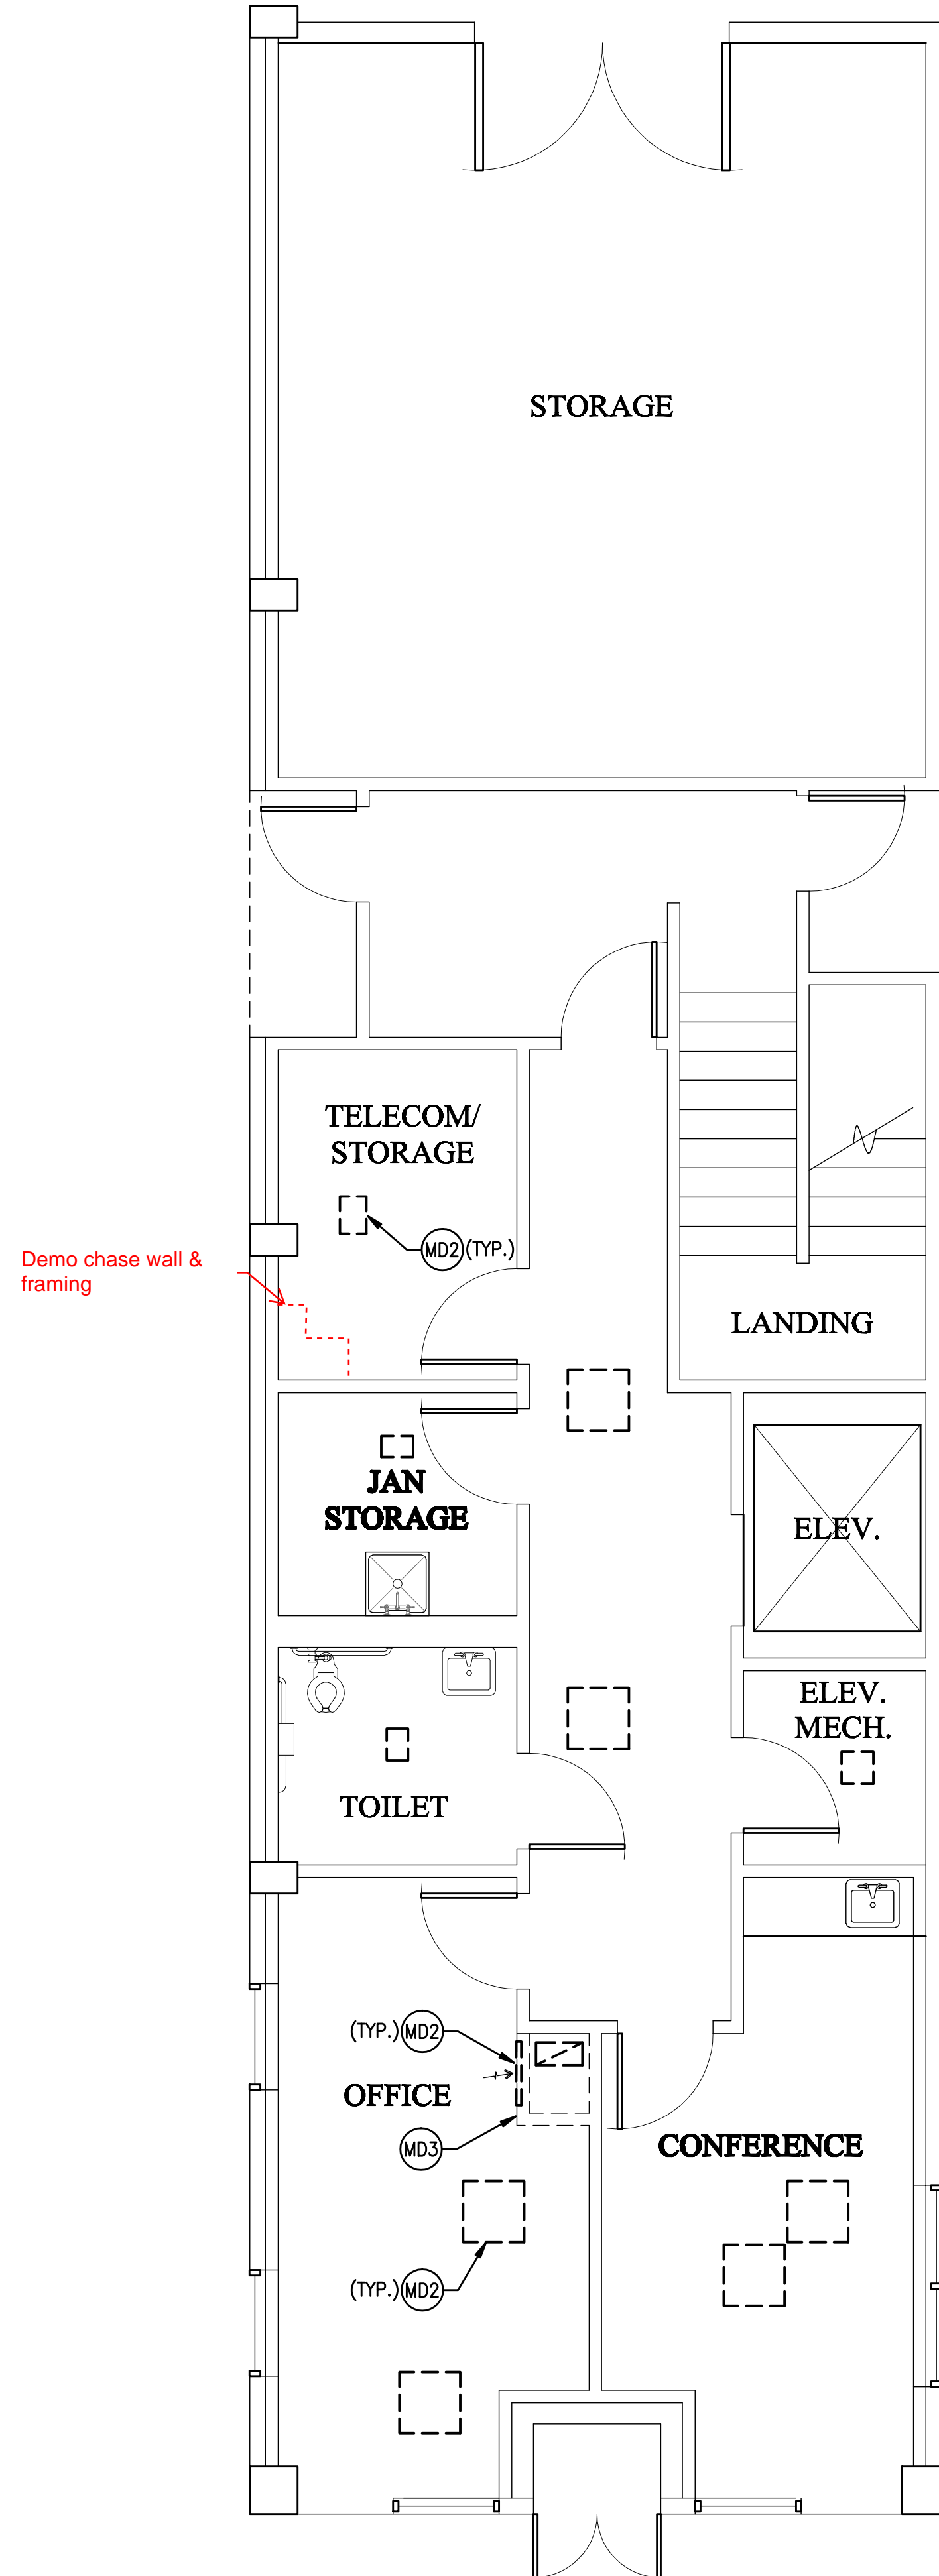 STORAGE
TELECOM/
STORAGE
MD2 (TYP.)
Demo chase wall &
framing
LANDING
JAN
STORAGE
ELEV.
ELEV.
MECH.
TOILET
(TYP.) MD2
OFFICE
MD3
CONFERENCE
(TYP.) MD2